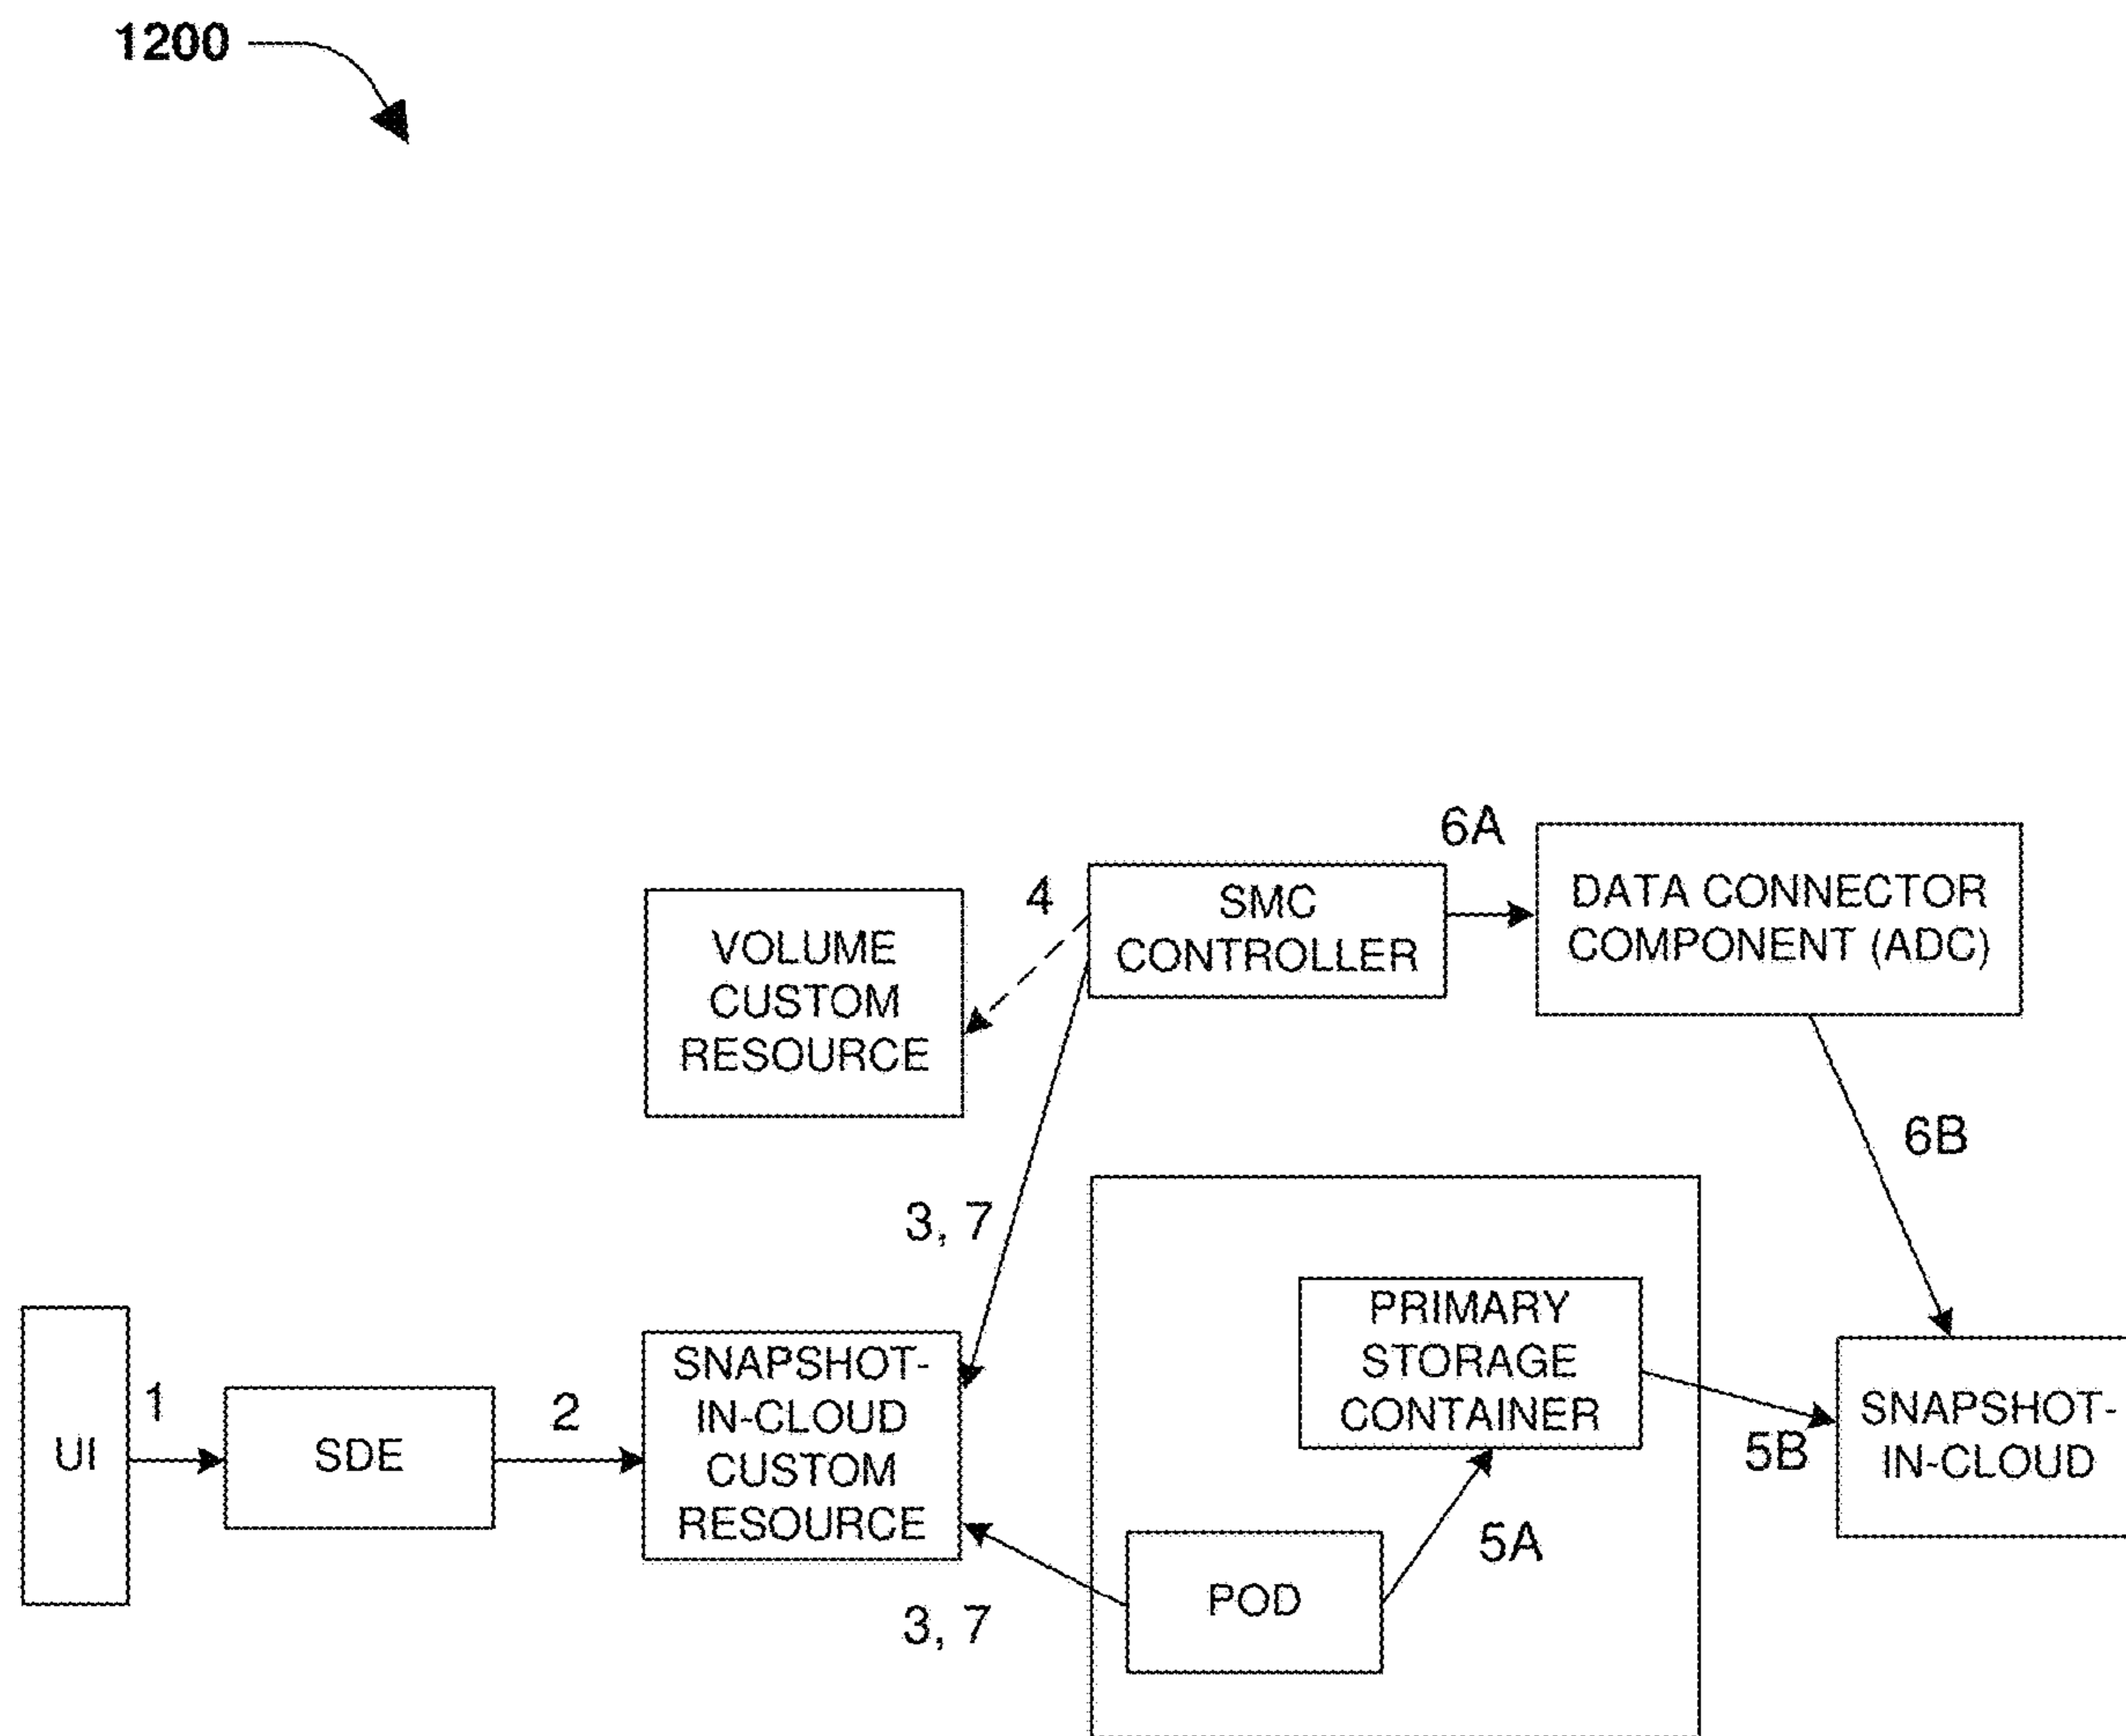 1200
6A
4
SMC
CONTROLLER
DATA CONNECTOR
COMPONENT (ADC)
VOLUME
CUSTOM
RESOURCE
6B
3, 7
PRIMARY
STORAGE
CONTAINER
SNAPSHOT-
IN-CLOUD
CUSTOM
RESOURCE
1
2
UI
SDE
5B
SNAPSHOT-
IN-CLOUD
5A
POD
3, 7